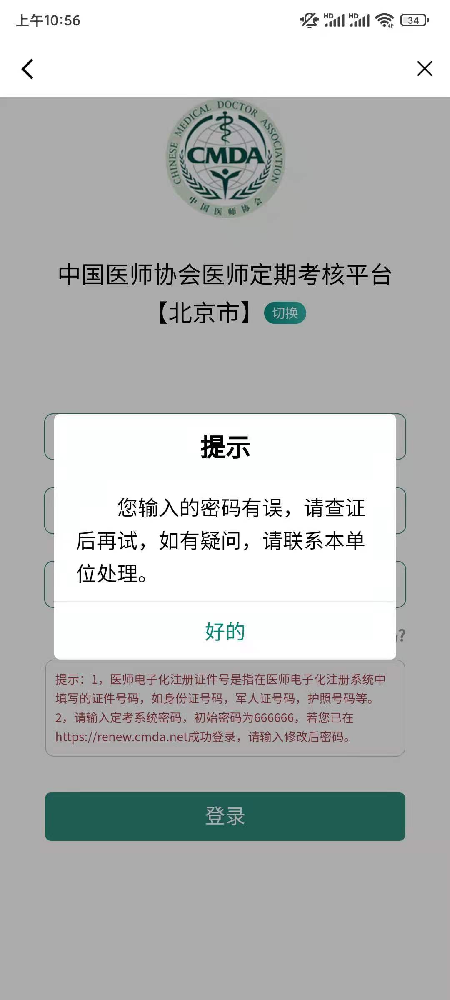 上午10:56
HD
HD
34
CHINESE MEDICAL DOCTOR ASSOCIATION
CMDA
中国医师协会
中国医师协会医师定期考核平台
【北京市】 切换
提示
您输入的密码有误，请查证
后再试，如有疑问，请联系本单
位处理。
好的
?
提示：1，医师电子化注册证件号是指在医师电子化注册系统中
填写的证件号码，如身份证号码，军人证号码，护照号码等。
2，请输入定考系统密码，初始密码为666666，若您已在
https://renew.cmda.net成功登录，请输入修改后密码。
登录